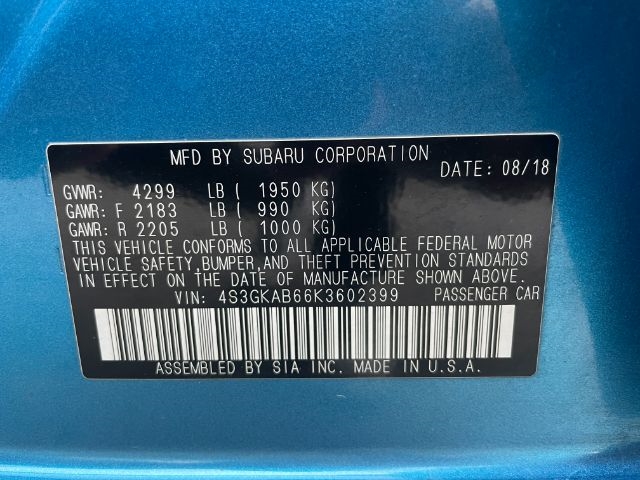 MFD BY SUBARU CORPORATION DATE: 08/18
GVWR: 4299 LB ( 1950 KG)
GAWR: F 2183 LB ( 990 KG)
GAWR: R 2205 LB ( 1000 KG)
THIS VEHICLE CONFORMS TO ALL APPLICABLE FEDERAL MOTOR
VEHICLE SAFETY, BUMPER, AND THEFT PREVENTION STANDARDS
IN EFFECT ON THE DATE OF MANUFACTURE SHOWN ABOVE.
VIN: 4S3GKAB66K3602399 PASSENGER CAR
ASSEMBLED BY SIA INC. MADE IN U.S.A.